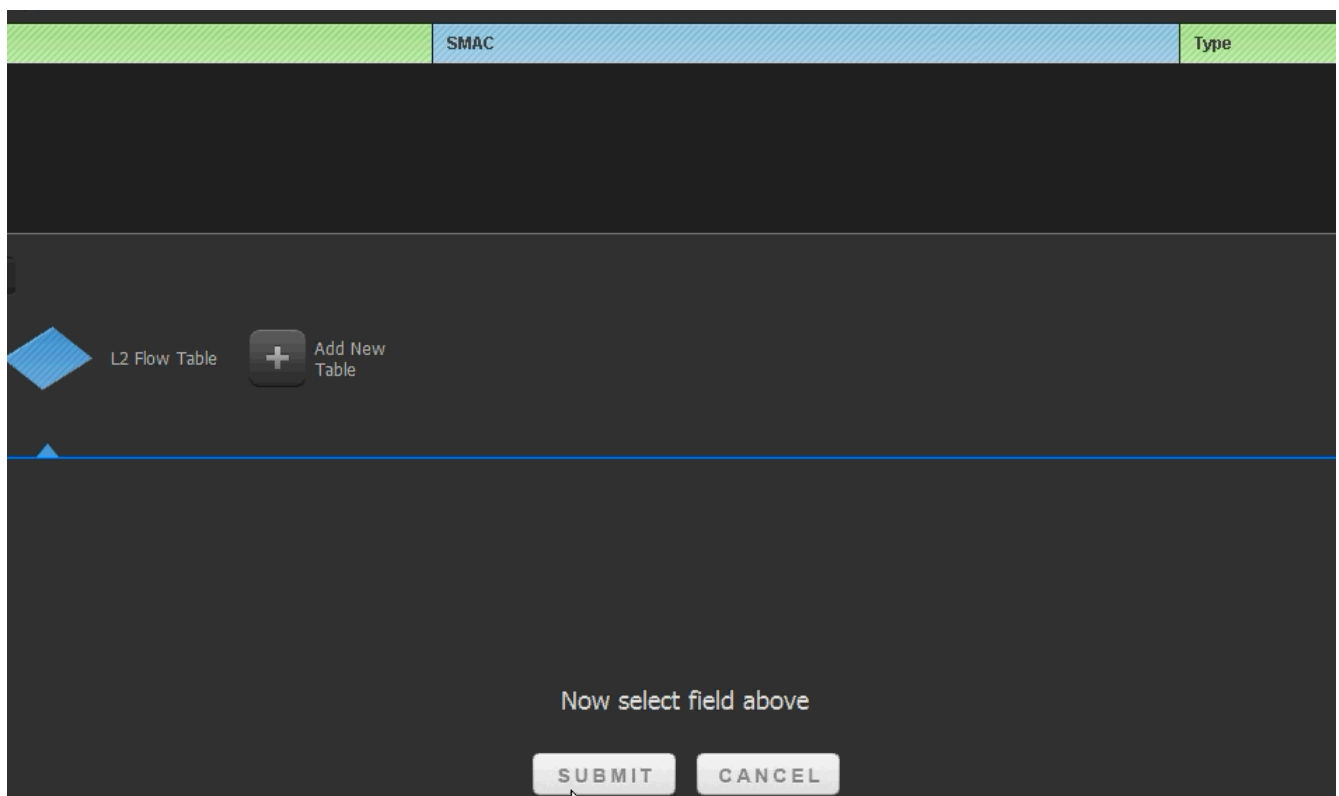 SMAC
Type
L2 Flow Table
Add New
Table
Now select field above
SUBMIT
CANCEL